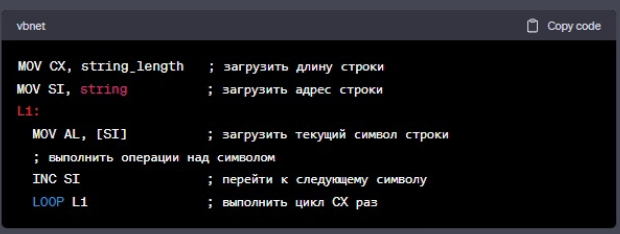 vbnet Copy code
MOV CX, string_length ; загрузить длину строки
MOV SI, string ; загрузить адрес строки
L1:
MOV AL, [SI] ; загрузить текущий символ строки
; выполнить операции над символом
INC SI ; перейти к следующему символу
LOOP L1 ; выполнить цикл CX раз